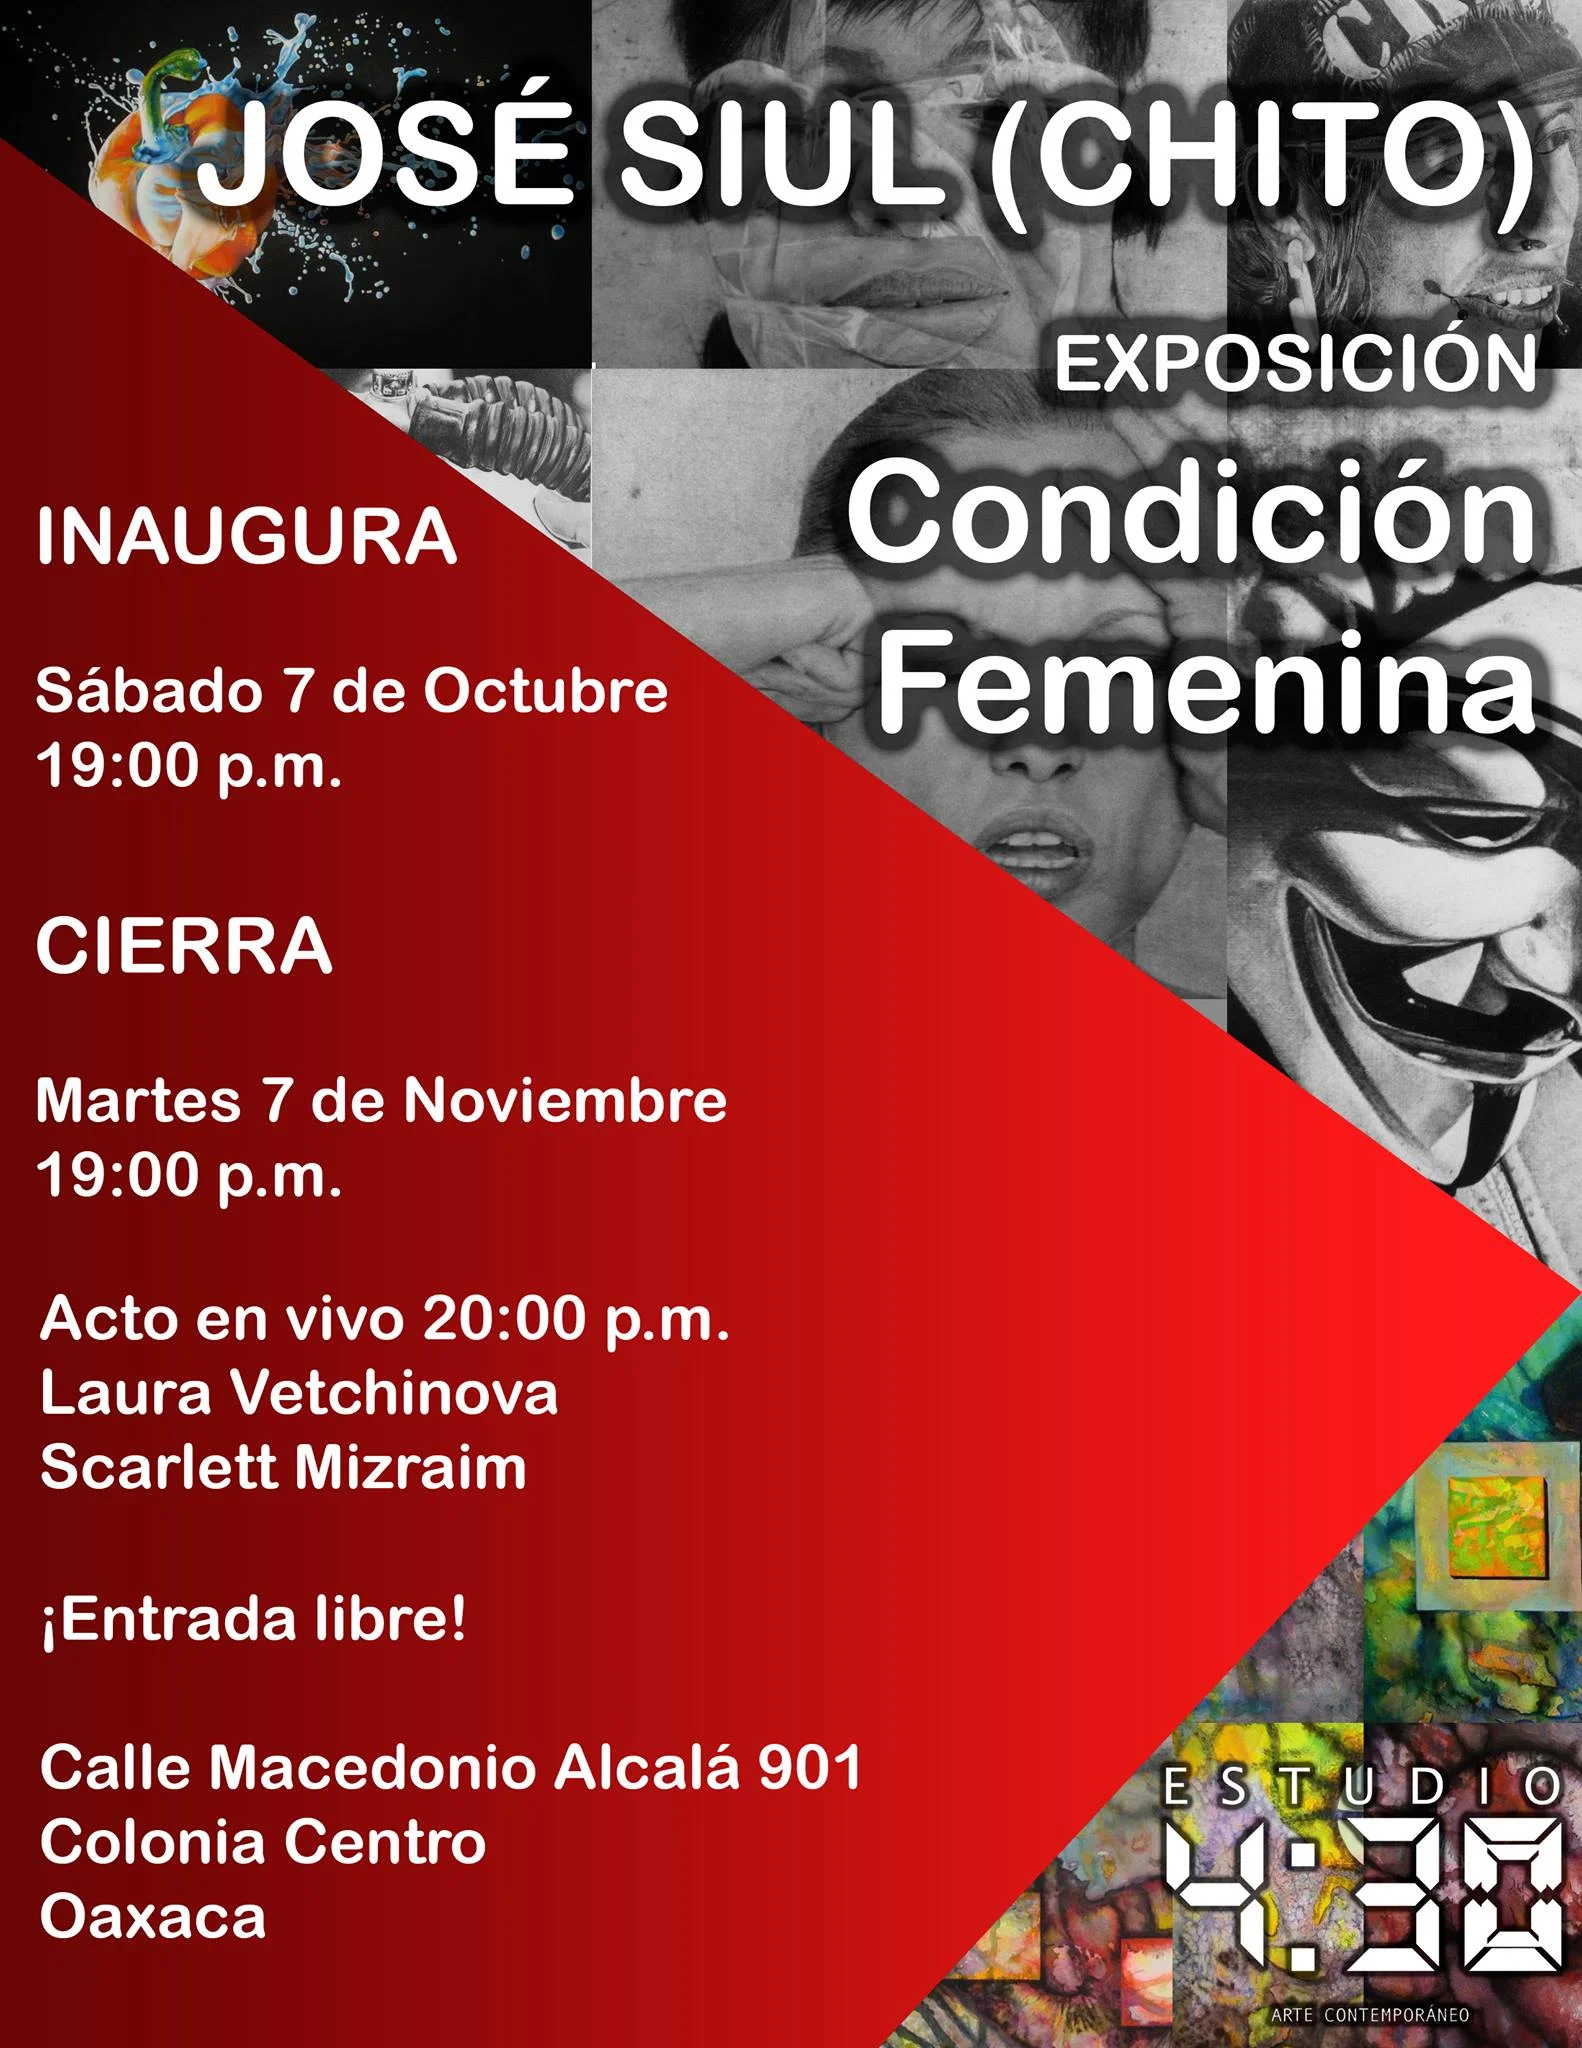 JOSÉ SIUL (CHITO)
EXPOSICIÓN
Condición
Femenina
INAUGURA
Sábado 7 de Octubre
19:00 p.m.
CIERRA
Martes 7 de Noviembre
19:00 p.m.
Acto en vivo 20:00 p.m.
Laura Vetchinova
Scarlett Mizraim
¡Entrada libre!
Calle Macedonio Alcalá 901
Colonia Centro
Oaxaca
ESTUDIO
4:30
ARTE CONTEMPORÁNEO